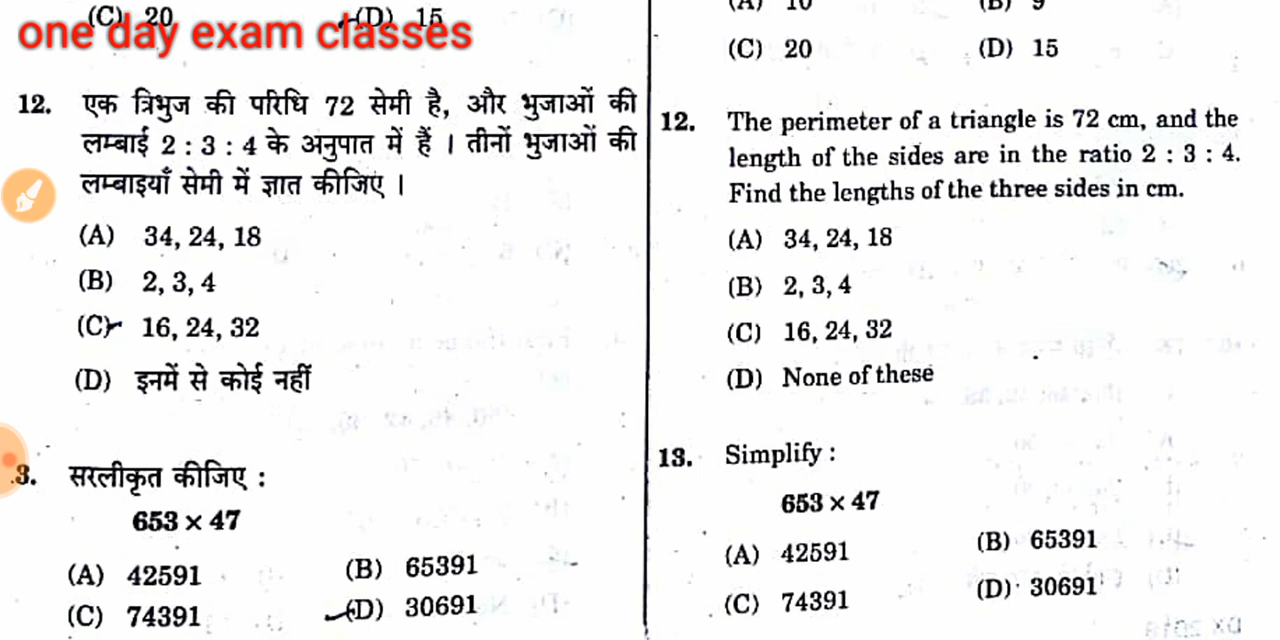 (C) 20 (D) 15
one day exam classes
12. एक त्रिभुज की परिधि 72 सेमी है, और भुजाओं की
लम्बाई 2 : 3 : 4 के अनुपात में हैं । तीनों भुजाओं की
लम्बाइयाँ सेमी में ज्ञात कीजिए ।
(A) 34, 24, 18
(B) 2, 3, 4
(C) 16, 24, 32
(D) इनमें से कोई नहीं
3. सरलीकृत कीजिए :
653 × 47
(A) 42591 (B) 65391
(C) 74391 (D) 30691
(A) 10 (B) 9
(C) 20 (D) 15
12. The perimeter of a triangle is 72 cm, and the
length of the sides are in the ratio 2 : 3 : 4.
Find the lengths of the three sides in cm.
(A) 34, 24, 18
(B) 2, 3, 4
(C) 16, 24, 32
(D) None of these
13. Simplify :
653 × 47
(A) 42591 (B) 65391
(C) 74391 (D) 30691